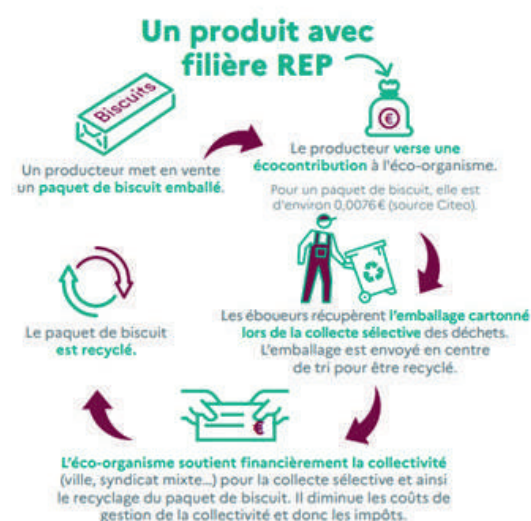 Un produit avec
filière REP
Biscuits
€
Un producteur met en vente
un paquet de biscuit emballé.
Le producteur verse une
écocontribution à l'éco-organisme.
Pour un paquet de biscuit, elle est
d'environ 0,0076 € (source Citeo).
Les éboueurs récupèrent l'emballage cartonné
lors de la collecte sélective des déchets.
L'emballage est envoyé en centre
de tri pour être recyclé.
€
L'éco-organisme soutient financièrement la collectivité
(ville, syndicat mixte...) pour la collecte sélective et ainsi
le recyclage du paquet de biscuit. Il diminue les coûts de
gestion de la collectivité et donc les impôts.
Le paquet de biscuit
est recyclé.